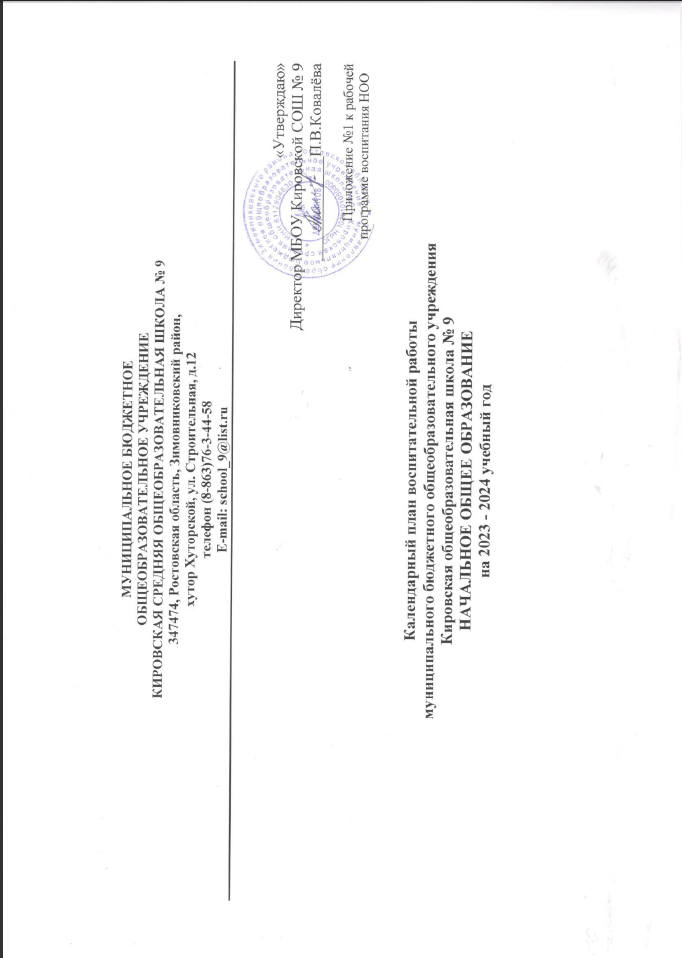 МУНИЦИПАЛЬНОЕ БЮДЖЕТНОЕ
ОБЩЕОБРАЗОВАТЕЛЬНОЕ УЧРЕЖДЕНИЕ
КИРОВСКАЯ СРЕДНЯЯ ОБЩЕОБРАЗОВАТЕЛЬНАЯ ШКОЛА № 9
347474, Ростовская область, Зимовниковский район,
хутор Хуторской, ул. Строительная, д.12
телефон (8-863)76-3-44-58
E-mail: school_9@list.ru
«Утверждаю»
Директор МБОУ Кировской СОШ № 9
П.В.Ковалёва
Приложение №1 к рабочей
программе воспитания НОО
Календарный план воспитательной работы
муниципального бюджетного общеобразовательного учреждения
Кировская общеобразовательная школа № 9
НАЧАЛЬНОЕ ОБЩЕЕ ОБРАЗОВАНИЕ
на 2023 - 2024 учебный год